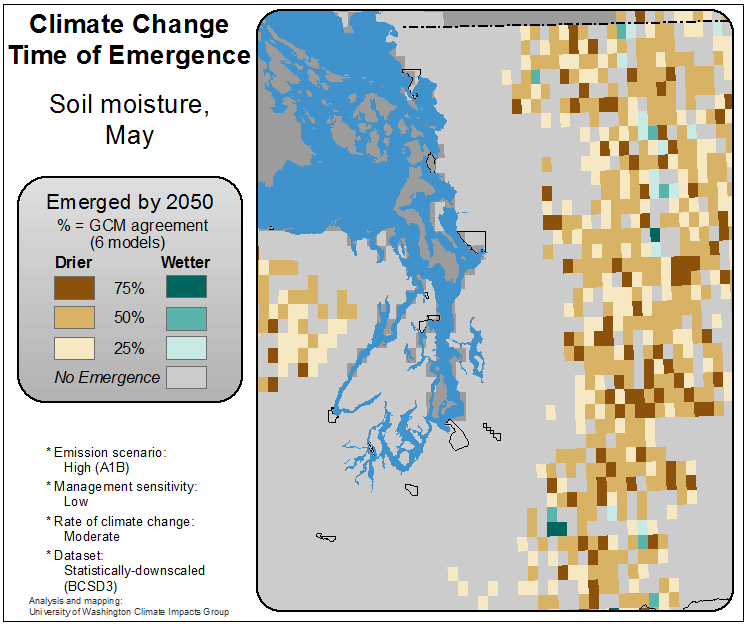 Climate Change
Time of Emergence
Soil moisture,
May
Emerged by 2050
% = GCM agreement
(6 models)
Drier Wetter
75%
50%
25%
No Emergence
* Emission scenario:
High (A1B)
* Management sensitivity:
Low
* Rate of climate change:
Moderate
* Dataset:
Statistically-downscaled
(BCSD3)
Analysis and mapping:
University of Washington Climate Impacts Group